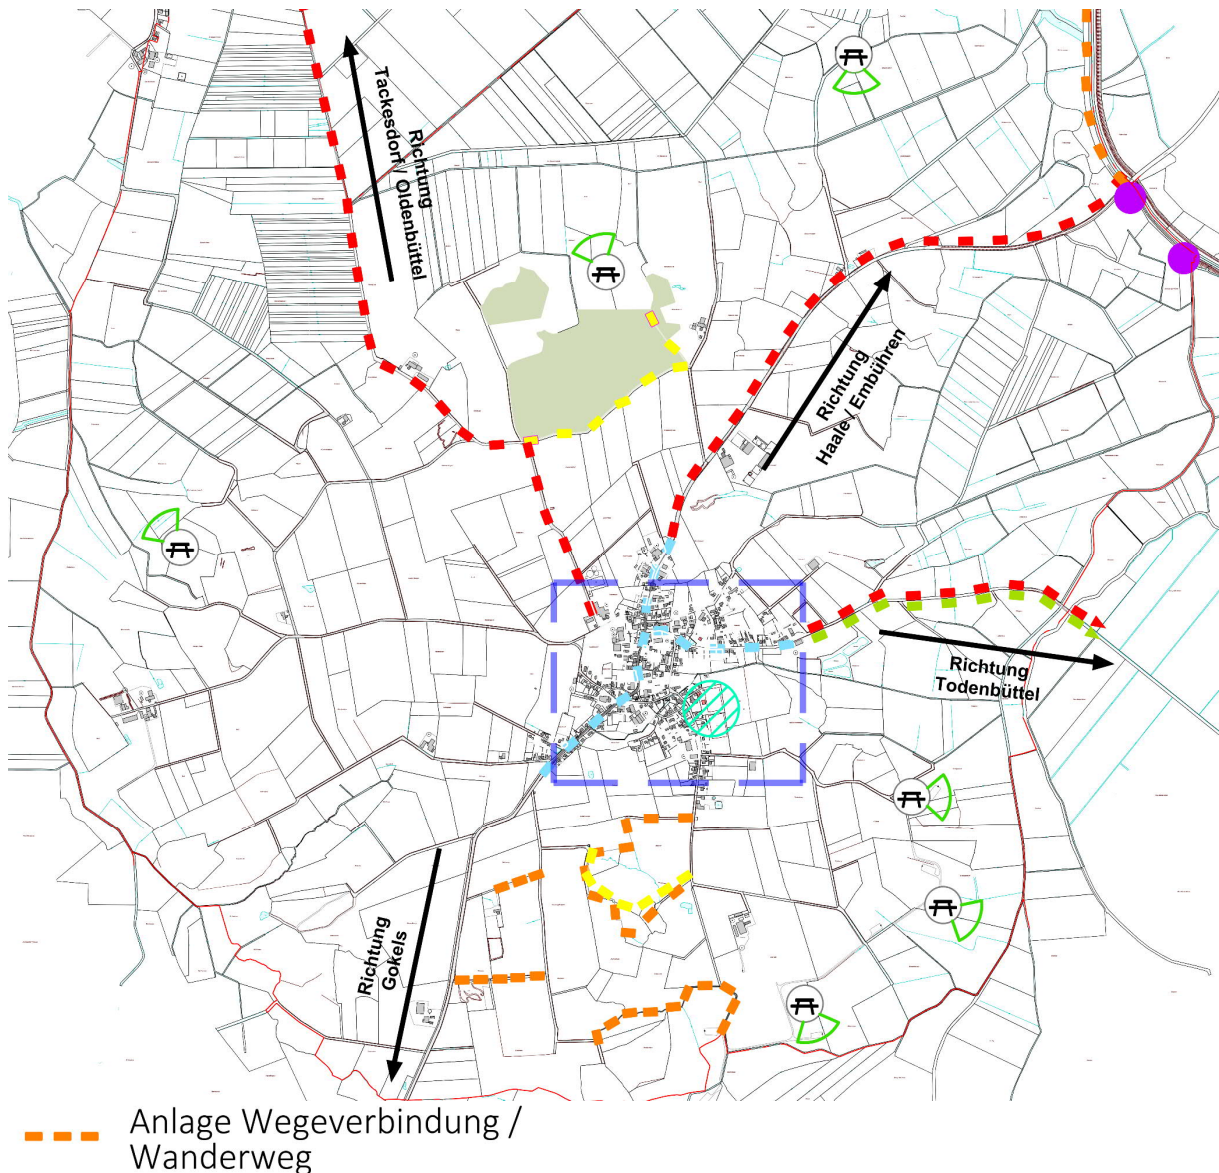 Richtung
Tackesdorf / Oldenbüttel
Richtung
Haale / Embühren
Richtung
Todenbüttel
Richtung
Gokels
Anlage Wegeverbindung /
Wanderweg